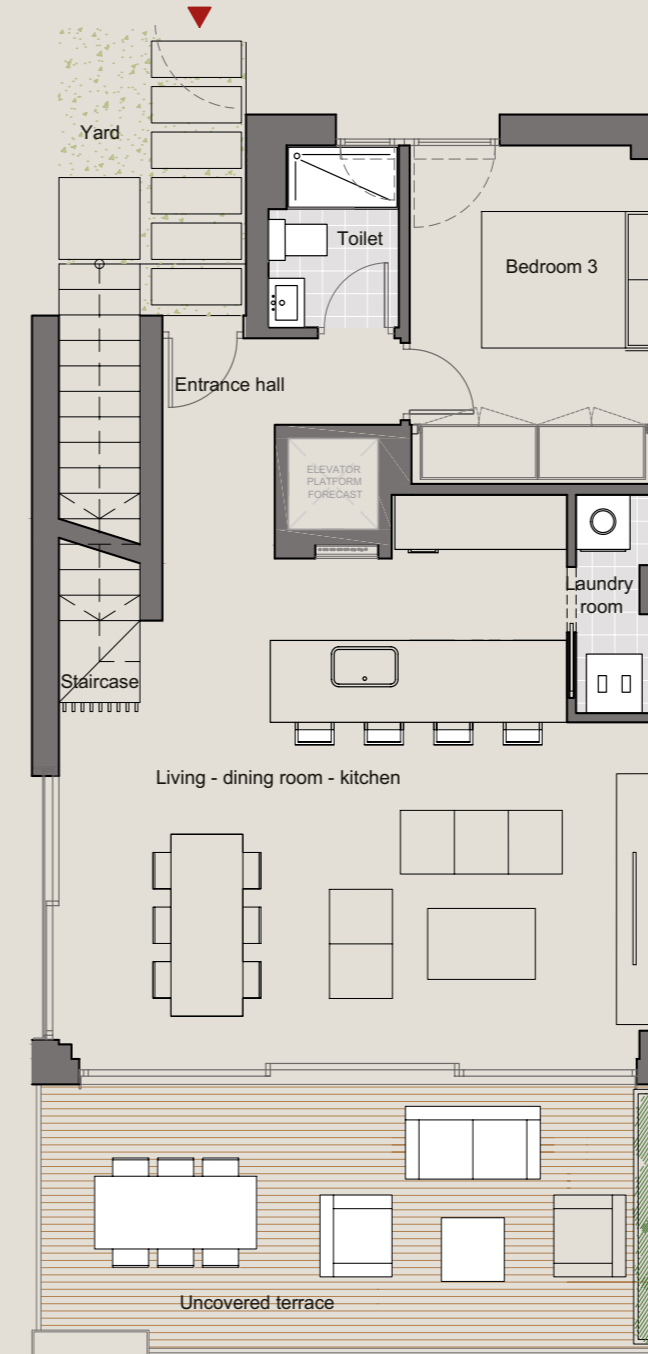 Yard
Toilet
Bedroom 3
Entrance hall
ELEVATOR
PLATFORM
FORECAST
Laundry
room
Staircase
Living - dining room - kitchen
Uncovered terrace